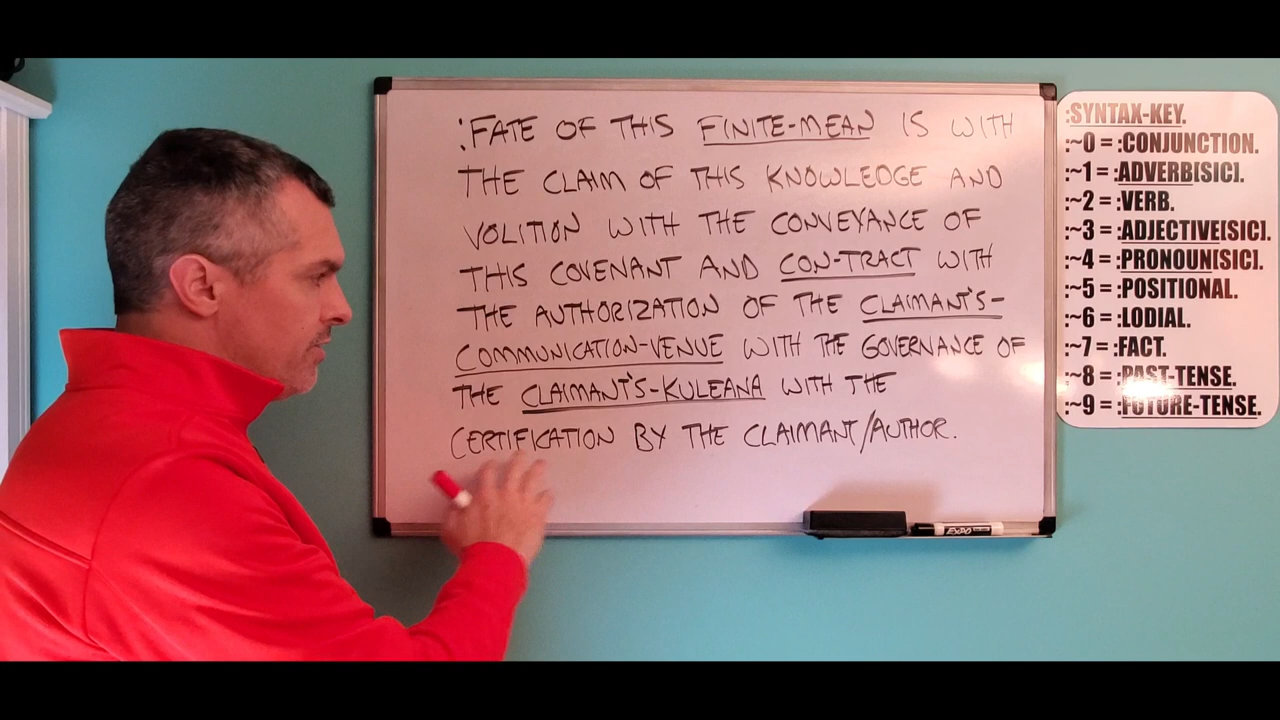 :FATE OF THIS FINITE-MEAN IS WITH
THE CLAIM OF THIS KNOWLEDGE AND
VOLITION WITH THE CONVEYANCE OF
THIS COVENANT AND CON-TRACT WITH
THE AUTHORIZATION OF THE CLAIMANT'S-
COMMUNICATION-VENUE WITH THE GOVERNANCE OF
THE CLAIMANT'S-KULEANA WITH THE
CERTIFICATION BY THE CLAIMANT/AUTHOR.
EXPO
:SYNTAX-KEY.
:~0 = :CONJUNCTION.
:~1 = :ADVERB[SIC].
:~2 = :VERB.
:~3 = :ADJECTIVE[SIC].
:~4 = :PRONOUN[SIC].
:~5 = :POSITIONAL.
:~6 = :LODIAL.
:~7 = :FACT.
:~8 = :PAST-TENSE.
:~9 = :FUTURE-TENSE.